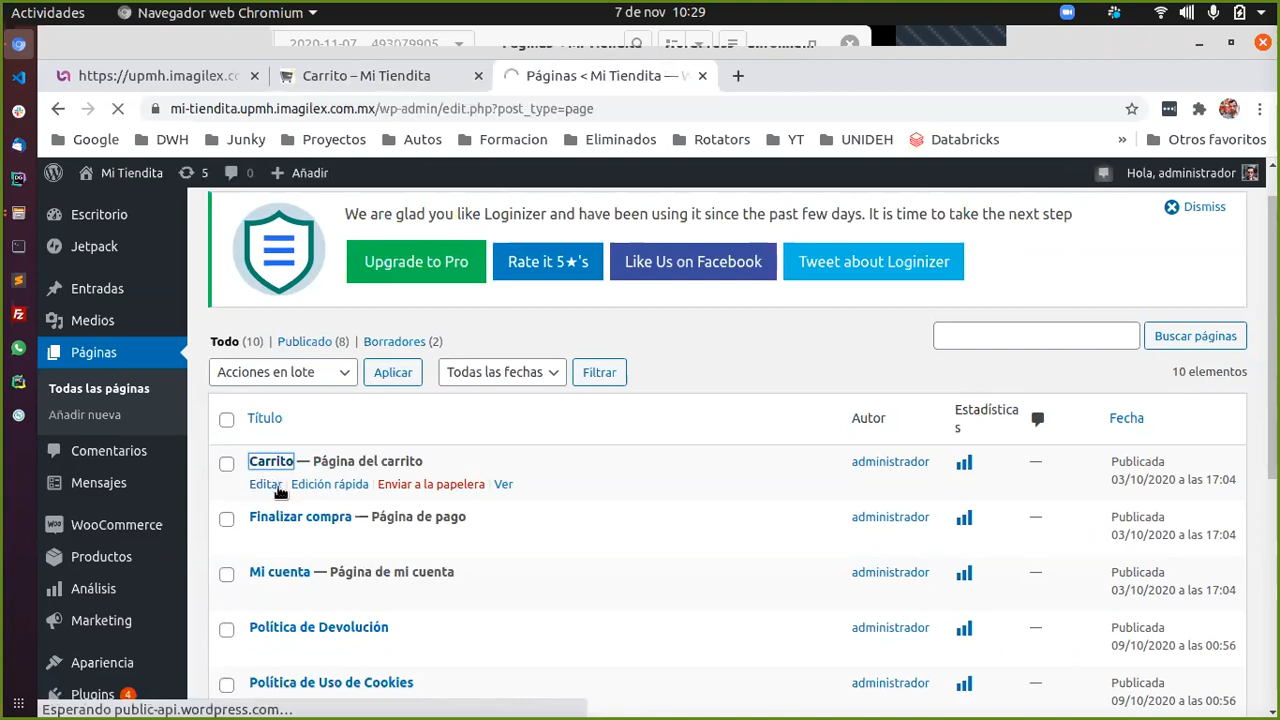 Actividades
Navegador web Chromium
7 de nov 10:29
2020-11-07
493079905
https://upmh.imagilex.co
Carrito – Mi Tiendita
Páginas < Mi Tiendita — W
mi-tiendita.upmh.imagilex.com.mx/wp-admin/edit.php?post_type=page
Google
DWH
Junky
Proyectos
Autos
Formacion
Eliminados
Rotators
YT
UNIDEH
Databricks
»
Otros favoritos
Mi Tiendita
5
0
Añadir
Hola, administrador
Escritorio
Jetpack
Entradas
Medios
Páginas
Todas las páginas
Añadir nueva
Comentarios
Mensajes
WooCommerce
Productos
Análisis
Marketing
Apariencia
Plugins 4
We are glad you like Loginizer and have been using it since the past few days. It is time to take the next step
Dismiss
Upgrade to Pro
Rate it 5★'s
Like Us on Facebook
Tweet about Loginizer
Todo (10) | Publicado (8) | Borradores (2)
Buscar páginas
Acciones en lote
Aplicar
Todas las fechas
Filtrar
10 elementos
Título
Autor
Estadística
s
Fecha
Carrito — Página del carrito
Editar | Edición rápida | Enviar a la papelera | Ver
administrador
—
Publicada
03/10/2020 a las 17:04
Finalizar compra — Página de pago
administrador
—
Publicada
03/10/2020 a las 17:04
Mi cuenta — Página de mi cuenta
administrador
—
Publicada
03/10/2020 a las 17:04
Política de Devolución
administrador
—
Publicada
09/10/2020 a las 00:56
Política de Uso de Cookies
administrador
—
Publicada
09/10/2020 a las 00:56
Esperando public-api.wordpress.com…